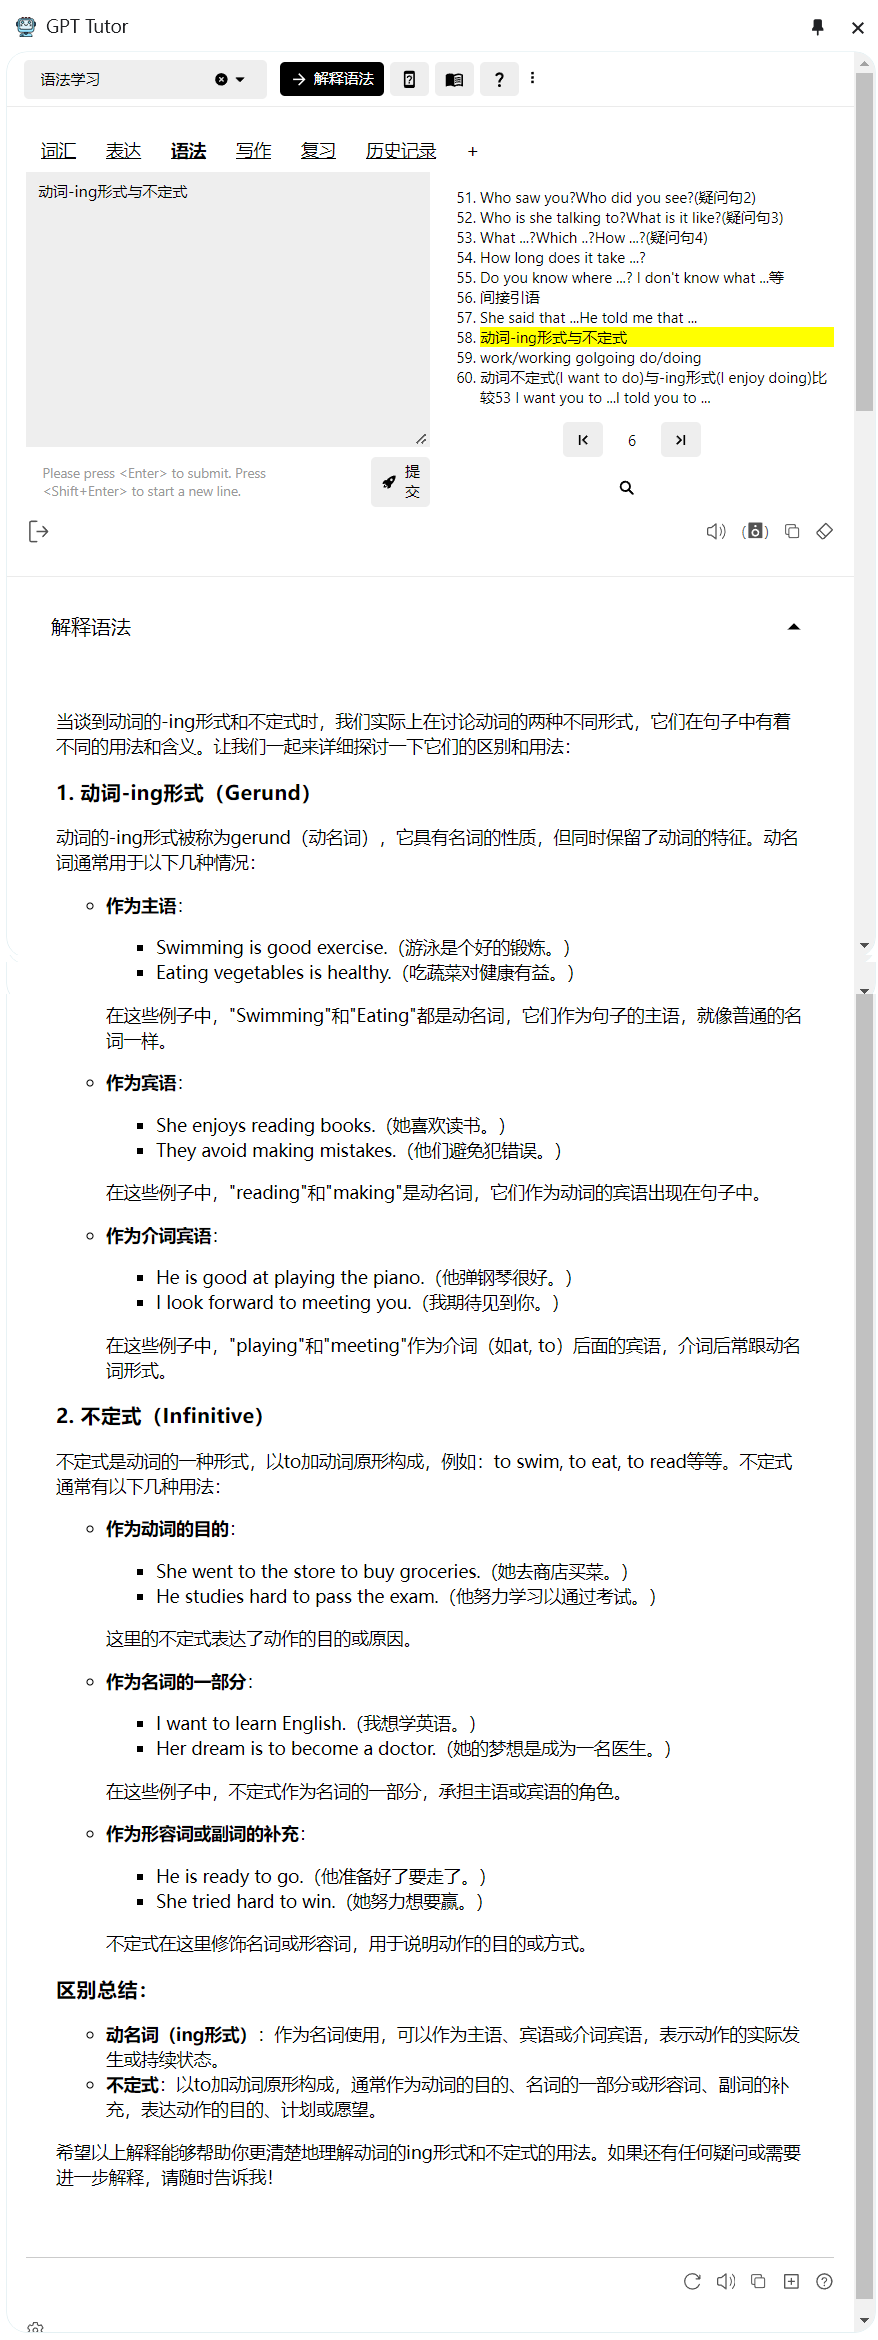 GPT Tutor
语法学习
解释语法
词汇 表达 语法 写作 复习 历史记录 +
动词-ing形式与不定式
51. Who saw you?Who did you see?(疑问句2)
52. Who is she talking to?What is it like?(疑问句3)
53. What ...?Which ..?How ...?(疑问句4)
54. How long does it take ...?
55. Do you know where ...? I don't know what ...等
56. 间接引语
57. She said that ...He told me that ...
58. 动词-ing形式与不定式
59. work/working golgoing do/doing
60. 动词不定式(I want to do)与-ing形式(I enjoy doing)比
较53 I want you to ...I told you to ...
6
Please press <Enter> to submit. Press
<Shift+Enter> to start a new line.
提
交
解释语法
当谈到动词的-ing形式和不定式时，我们实际上在讨论动词的两种不同形式，它们在句子中有着
不同的用法和含义。让我们一起来详细探讨一下它们的区别和用法：
1. 动词-ing形式（Gerund）
动词的-ing形式被称为gerund（动名词），它具有名词的性质，但同时保留了动词的特征。动名
词通常用于以下几种情况：
作为主语：
Swimming is good exercise.（游泳是个好的锻炼。）
Eating vegetables is healthy.（吃蔬菜对健康有益。）
在这些例子中，"Swimming"和"Eating"都是动名词，它们作为句子的主语，就像普通的名
词一样。
作为宾语：
She enjoys reading books.（她喜欢读书。）
They avoid making mistakes.（他们避免犯错误。）
在这些例子中，"reading"和"making"是动名词，它们作为动词的宾语出现在句子中。
作为介词宾语：
He is good at playing the piano.（他弹钢琴很好。）
I look forward to meeting you.（我期待见到你。）
在这些例子中，"playing"和"meeting"作为介词（如at, to）后面的宾语，介词后常跟动名
词形式。
2. 不定式（Infinitive）
不定式是动词的一种形式，以to加动词原形构成，例如：to swim, to eat, to read等等。不定式
通常有以下几种用法：
作为动词的目的：
She went to the store to buy groceries.（她去商店买菜。）
He studies hard to pass the exam.（他努力学习以通过考试。）
这里的不定式表达了动作的目的或原因。
作为名词的一部分：
I want to learn English.（我想学英语。）
Her dream is to become a doctor.（她的梦想是成为一名医生。）
在这些例子中，不定式作为名词的一部分，承担主语或宾语的角色。
作为形容词或副词的补充：
He is ready to go.（他准备好了要走了。）
She tried hard to win.（她努力想要赢。）
不定式在这里修饰名词或形容词，用于说明动作的目的或方式。
区别总结：
动名词（ing形式）：作为名词使用，可以作为主语、宾语或介词宾语，表示动作的实际发
生或持续状态。
不定式：以to加动词原形构成，通常作为动词的目的、名词的一部分或形容词、副词的补
充，表达动作的目的、计划或愿望。
希望以上解释能够帮助你更清楚地理解动词的ing形式和不定式的用法。如果还有任何疑问或需要
进一步解释，请随时告诉我！